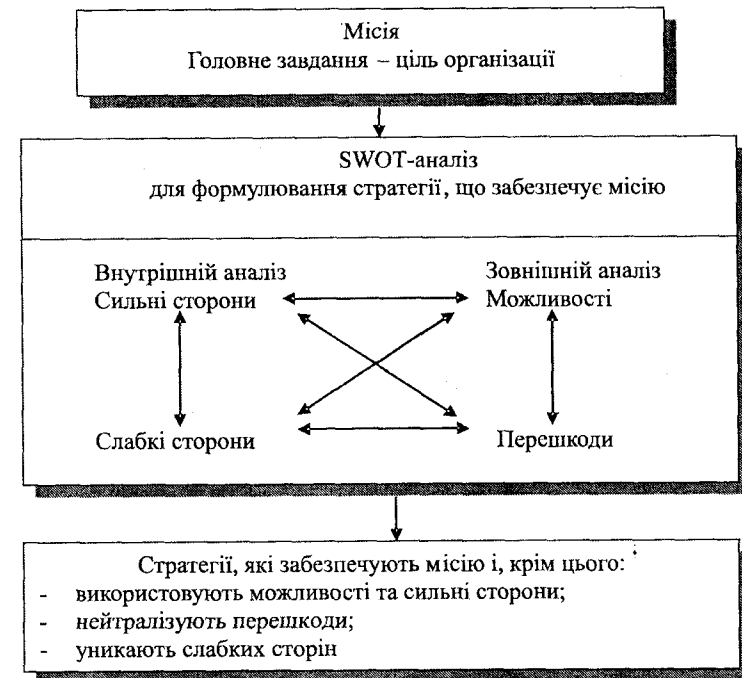 Місія
Головне завдання – ціль організації
SWOT-аналіз
для формулювання стратегії, що забезпечує місію
Внутрішній аналіз
Сильні сторони
Зовнішній аналіз
Можливості
Слабкі сторони
Перешкоди
Стратегії, які забезпечують місію і, крім цього:
- використовують можливості та сильні сторони;
- нейтралізують перешкоди;
- уникають слабких сторін